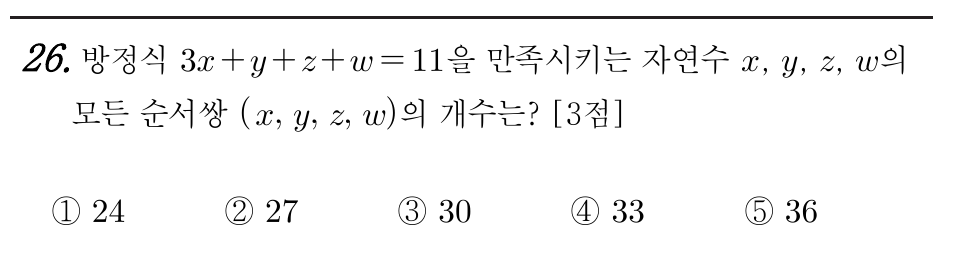 26. 방정식 3x+y+z+w=11을 만족시키는 자연수 x, y, z, w의
모든 순서쌍 (x, y, z, w)의 개수는? [3점]
① 24 ② 27 ③ 30 ④ 33 ⑤ 36